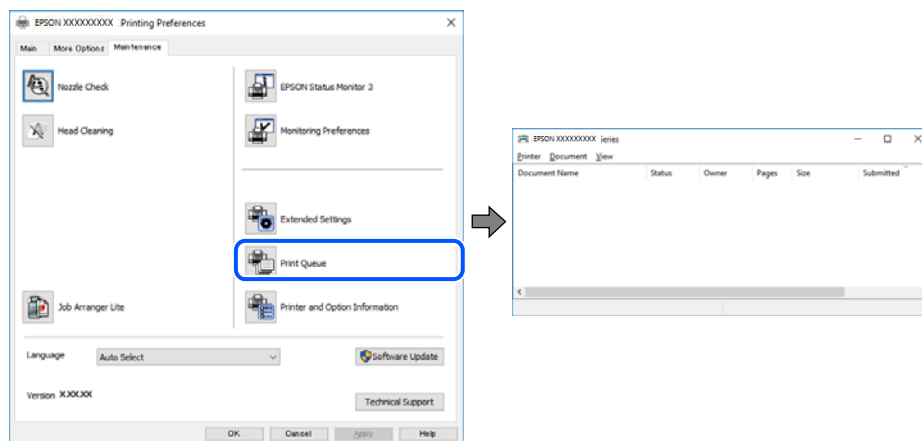 EPSON XXXXXXXXX Printing Preferences
Main More Options Maintenance
Nozzle Check
EPSON Status Monitor 3
Head Cleaning
Monitoring Preferences
Extended Settings
Print Queue
Job Arranger Lite
Printer and Option Information
Language Auto Select Software Update
Version X.XX.XX
Technical Support
OK Cancel Apply Help
EPSON XXXXXXXXX Series
Printer Document View
Document Name Status Owner Pages Size Submitted